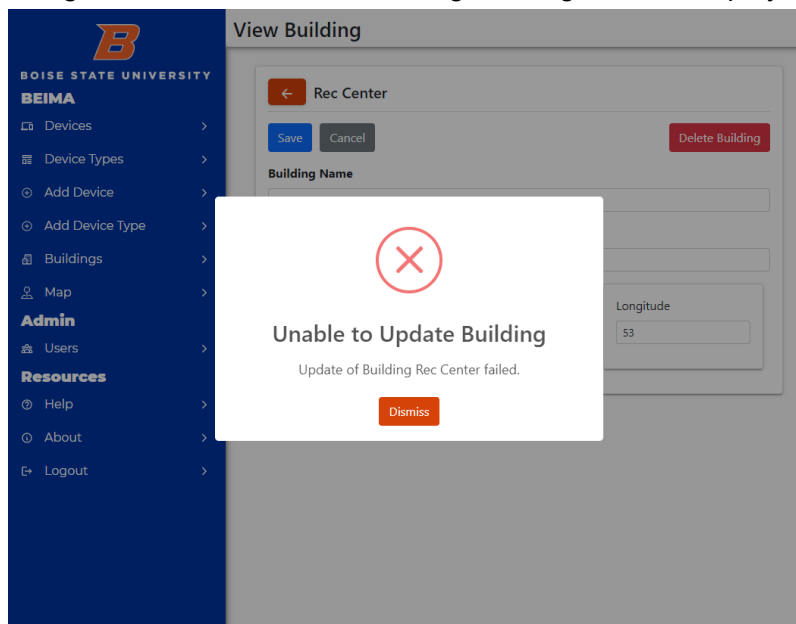 View Building
B
BOISE STATE UNIVERSITY
BEIMA
Devices
Device Types
Add Device
Add Device Type
Buildings
Map
Admin
Users
Resources
Help
About
Logout
Rec Center
Save Cancel Delete Building
Building Name
Longitude
53
Unable to Update Building
Update of Building Rec Center failed.
Dismiss